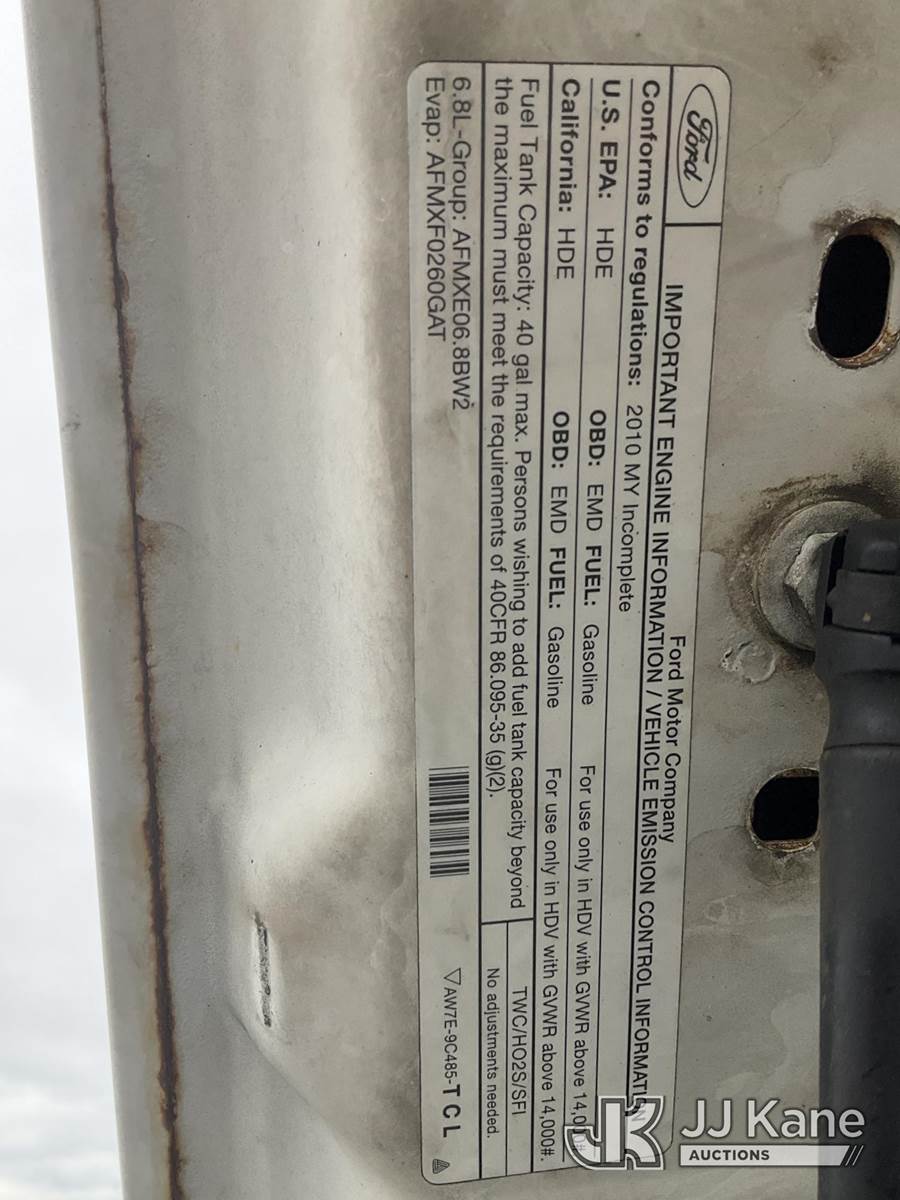 Ford
Ford Motor Company
IMPORTANT ENGINE INFORMATION / VEHICLE EMISSION CONTROL INFORMATION
Conforms to regulations: 2010 MY Incomplete
U.S. EPA: HDE OBD: EMD FUEL: Gasoline For use only in HDV with GVWR above 14,000#.
California: HDE OBD: EMD FUEL: Gasoline For use only in HDV with GVWR above 14,000#.
Fuel Tank Capacity: 40 gal max. Persons wishing to add fuel tank capacity beyond
the maximum must meet the requirements of 40CFR 86.095-35 (g)(2).
TWC/HO2S/SFI
No adjustments needed.
6.8L-Group: AFMXE06.8BW2
Evap: AFMXF0260GAT
AW7E-9C485-TCL
JK JJ Kane
AUCTIONS